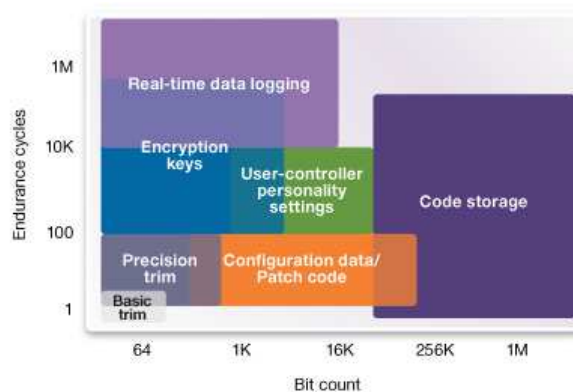 1M
Real-time data logging
10K
Encryption
keys
User-controller
personality
settings
Code storage
Endurance cycles
100
Precision
trim
Configuration data/
Patch code
Basic
trim
1
64
1K
16K
256K
1M
Bit count